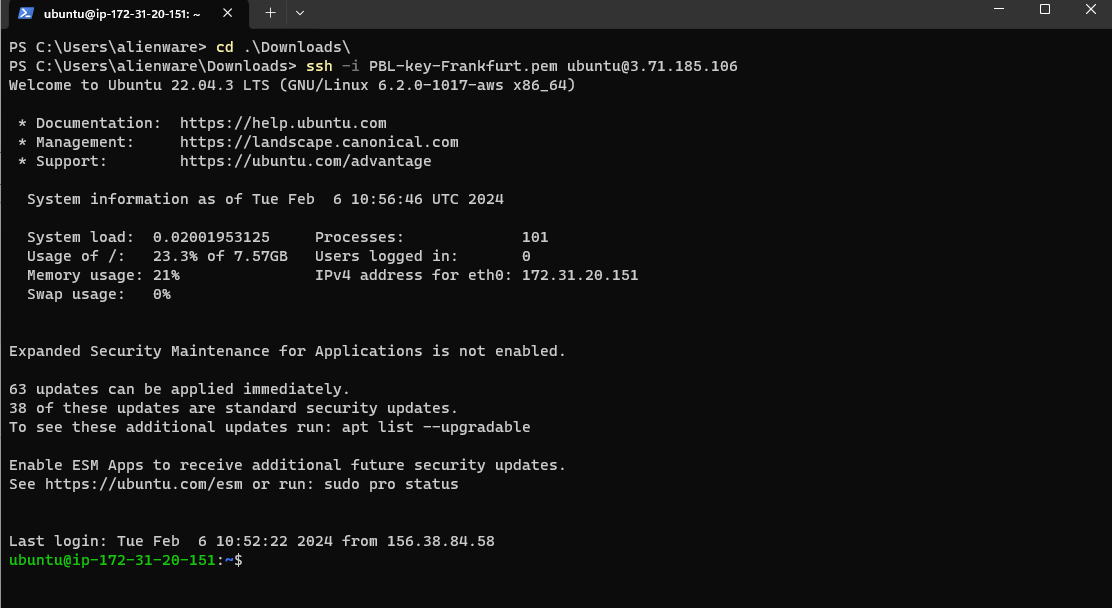 ubuntu@ip-172-31-20-151: ~
PS C:\Users\alienware> cd .\Downloads\
PS C:\Users\alienware\Downloads> ssh -i PBL-key-Frankfurt.pem ubuntu@3.71.185.106
Welcome to Ubuntu 22.04.3 LTS (GNU/Linux 6.2.0-1017-aws x86_64)
* Documentation:  https://help.ubuntu.com
* Management:     https://landscape.canonical.com
* Support:        https://ubuntu.com/advantage
System information as of Tue Feb  6 10:56:46 UTC 2024
System load:  0.02001953125     Processes:             101
Usage of /:   23.3% of 7.57GB   Users logged in:       0
Memory usage: 21%               IPv4 address for eth0: 172.31.20.151
Swap usage:   0%
Expanded Security Maintenance for Applications is not enabled.
63 updates can be applied immediately.
38 of these updates are standard security updates.
To see these additional updates run: apt list --upgradable
Enable ESM Apps to receive additional future security updates.
See https://ubuntu.com/esm or run: sudo pro status
Last login: Tue Feb  6 10:52:22 2024 from 156.38.84.58
ubuntu@ip-172-31-20-151:~$